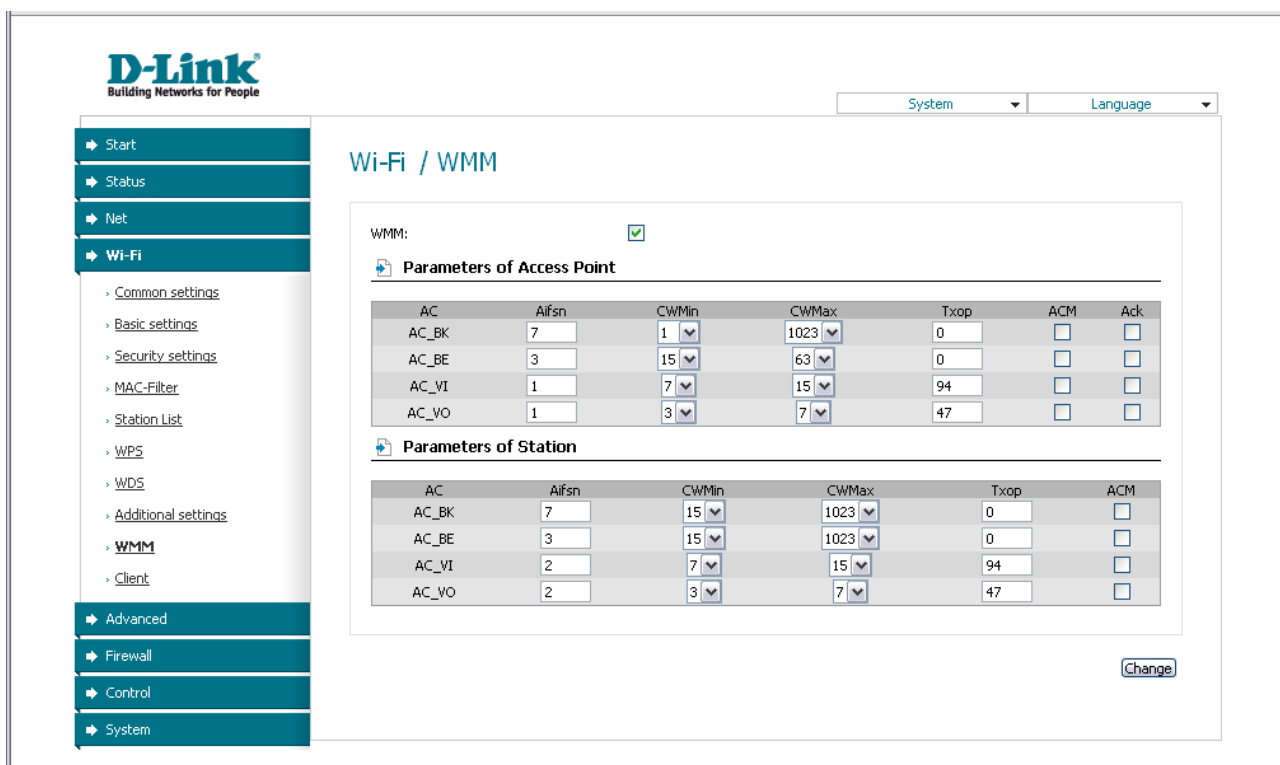 D-Link
Building Networks for People
System Language
Start
Status
Net
Wi-Fi
Common settings
Basic settings
Security settings
MAC-Filter
Station List
WPS
WDS
Additional settings
WMM
Client
Advanced
Firewall
Control
System
Wi-Fi / WMM
WMM:
Parameters of Access Point
AC Aifsn CWMin CWMax Txop ACM Ack
AC_BK 7 1 1023 0
AC_BE 3 15 63 0
AC_VI 1 7 15 94
AC_VO 1 3 7 47
Parameters of Station
AC Aifsn CWMin CWMax Txop ACM
AC_BK 7 15 1023 0
AC_BE 3 15 1023 0
AC_VI 2 7 15 94
AC_VO 2 3 7 47
Change